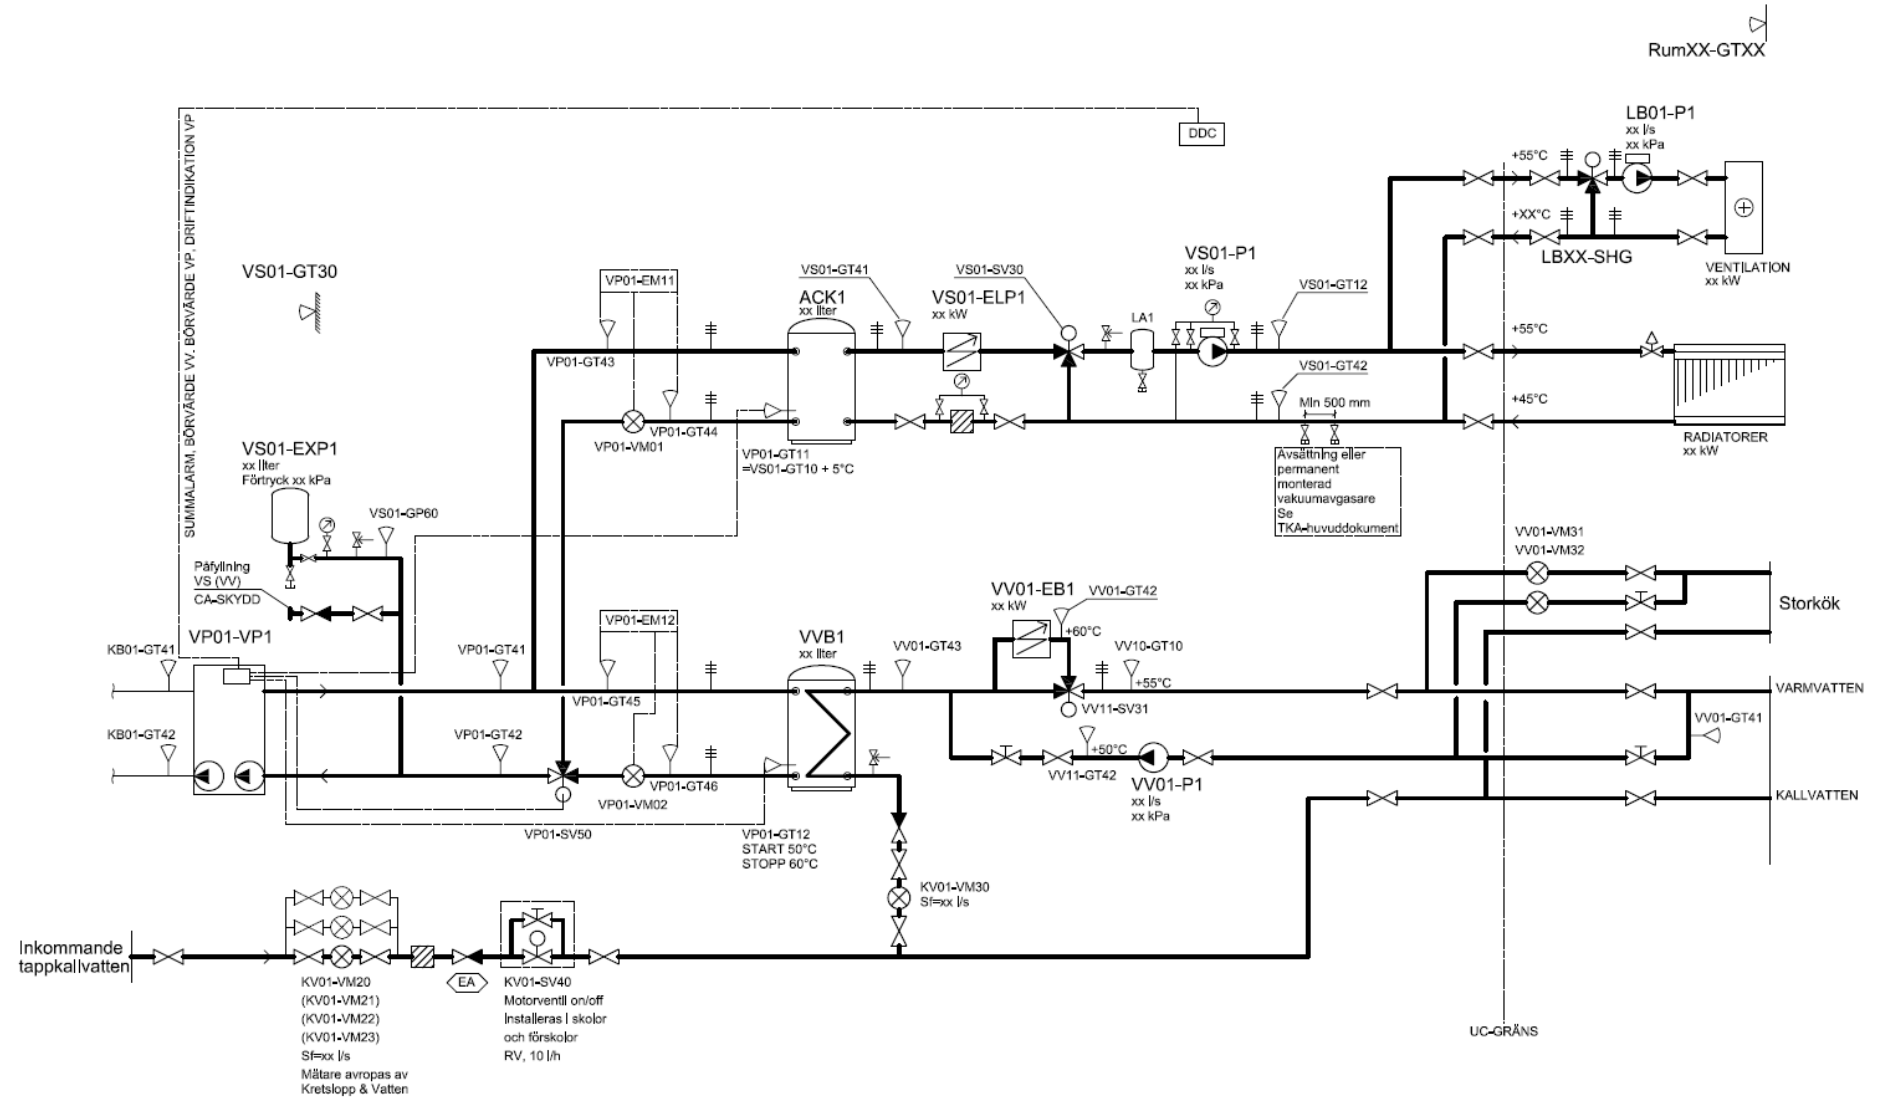 RumXX-GTXX
DDC
SUMMALARM, BÖRVÄRDE VV. BÖRVÄRDE VP, DRIFTINDIKATION VP
LB01-P1
xx l/s
xx kPa
+55°C
+XX°C
LBXX-SHG
VENTILATION
xx kW
VS01-GT30
VP01-EM11
VP01-GT43
ACK1
xx liter
VS01-GT41
VS01-ELP1
xx kW
VS01-SV30
LA1
VS01-P1
xx l/s
xx kPa
VS01-GT12
+55°C
VS01-GT42
Min 500 mm
+45°C
RADIATORER
xx kW
VP01-VM01
VP01-GT44
VP01-GT11
=VS01-GT10 + 5°C
Avsättning eller
permanent
monterad
vakuumavgasare
Se
TKA-huvuddokument
VS01-EXP1
xx liter
Förtryck xx kPa
VS01-GP60
Påfyllning
VS (VV)
CA-SKYDD
VP01-VP1
KB01-GT41
KB01-GT42
VP01-GT41
VP01-GT42
VP01-EM12
VP01-GT45
VP01-GT46
VP01-VM02
VP01-SV50
VVB1
xx liter
VP01-GT12
START 50°C
STOPP 60°C
VV01-GT43
VV01-EB1
xx kW
VV01-GT42
+60°C
VV10-GT10
+55°C
VV11-SV31
+50°C
VV11-GT42
VV01-P1
xx l/s
xx kPa
VV01-VM31
VV01-VM32
Storkök
VARMVATTEN
VV01-GT41
KALLVATTEN
KV01-VM30
Sf=xx l/s
Inkommande
tappkallvatten
KV01-VM20
(KV01-VM21)
(KV01-VM22)
(KV01-VM23)
Sf=xx l/s
Mätare avropas av
Kretslopp & Vatten
EA
KV01-SV40
Motorventil on/off
Installeras i skolor
och förskolor
RV, 10 l/h
UC-GRÄNS